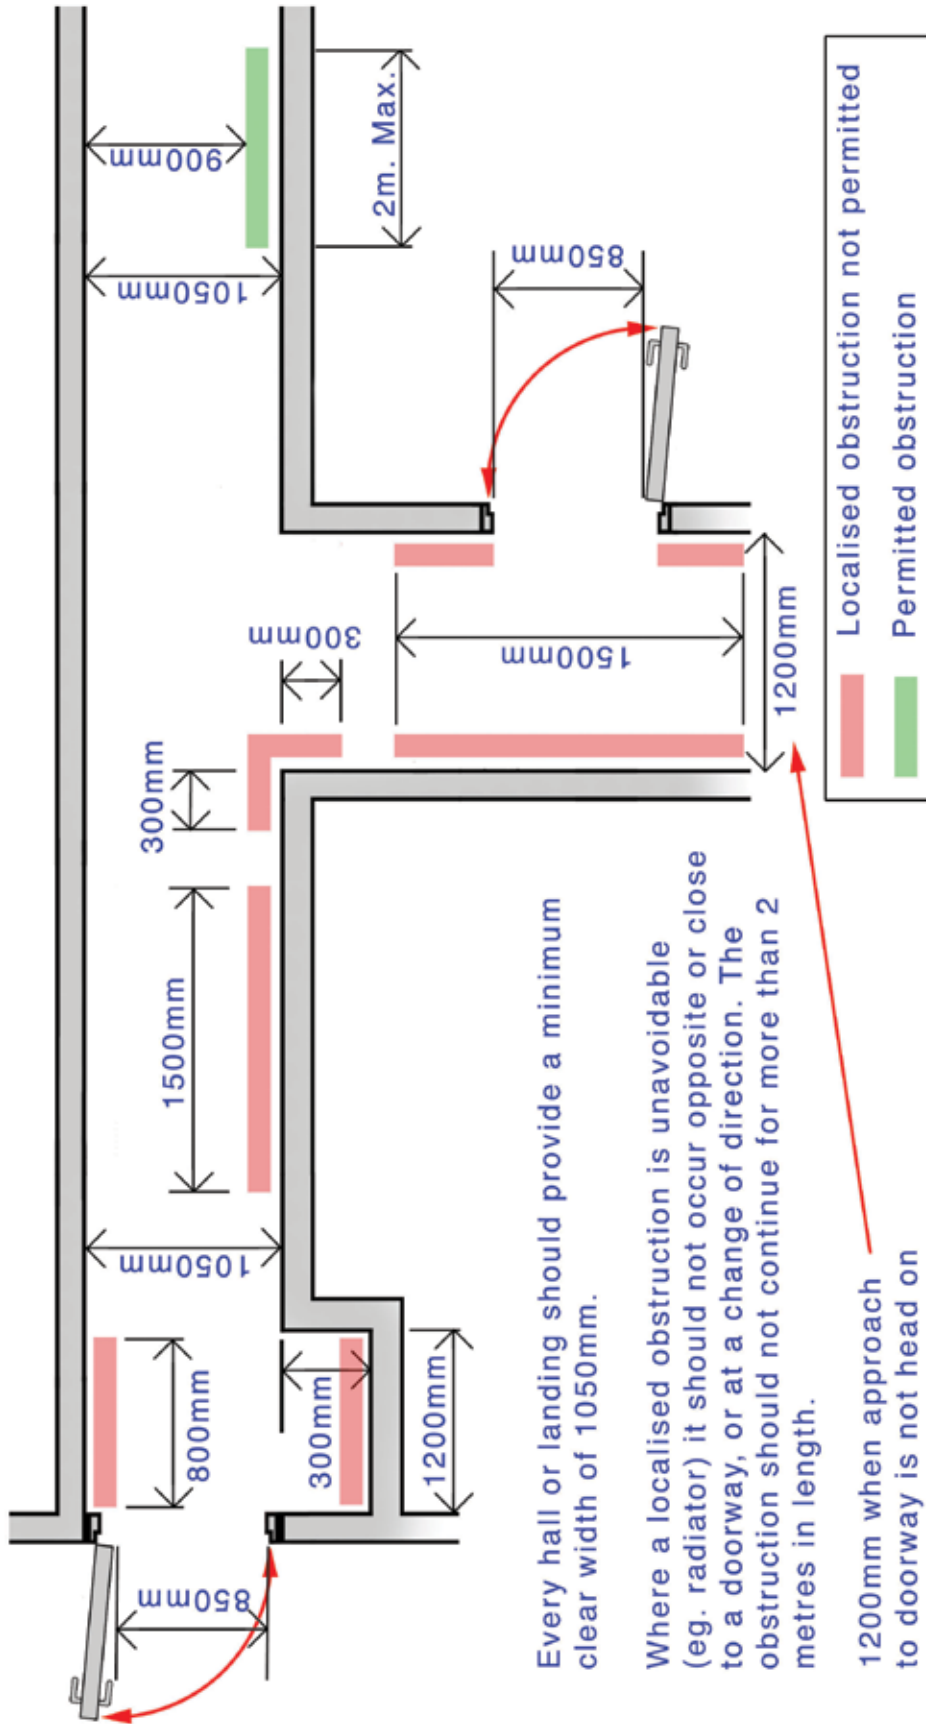 850mm
800mm
300mm
1200mm
1050mm
1500mm
300mm
300mm
1500mm
1200mm
850mm
1050mm
900mm
2m. Max.
Every hall or landing should provide a minimum
clear width of 1050mm.
Where a localised obstruction is unavoidable
(eg. radiator) it should not occur opposite or close
to a doorway, or at a change of direction. The
obstruction should not continue for more than 2
metres in length.
1200mm when approach
to doorway is not head on
Localised obstruction not permitted
Permitted obstruction